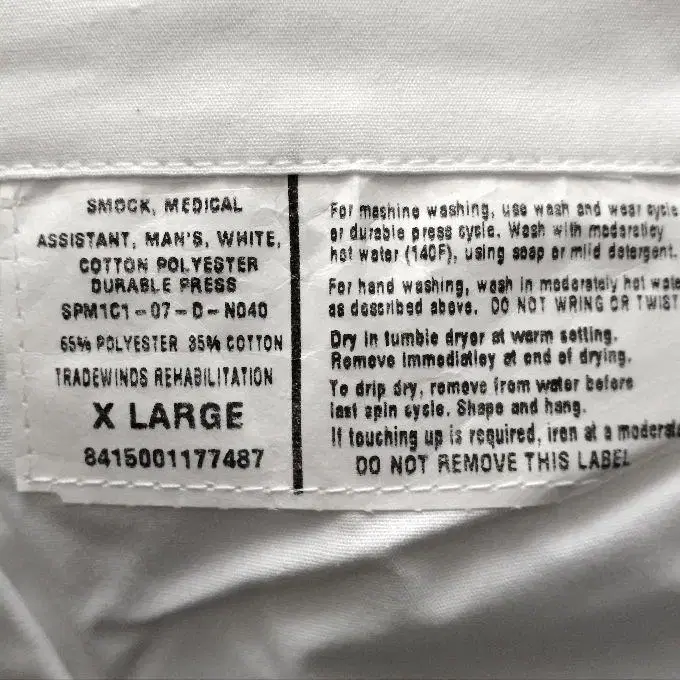 SMOCK, MEDICAL
ASSISTANT, MAN'S, WHITE,
COTTON POLYESTER
DURABLE PRESS
SPM1C1-07-D-N040
65% POLYESTER 35% COTTON
TRADEWINDS REHABILITATION
X LARGE
8415001177487
For mashine washing, use wash and wear cycle
or durable press cycle. Wash with moderatley
hot water (140F), using soap or mild detergent.
For hand washing, wash in moderately hot water
as described above. DO NOT WRING OR TWIST
Dry in tumble dryer at warm setting.
Remove immediatley at end of drying.
To drip dry, remove from water before
last spin cycle. Shape and hang.
If touching up is required, iron at a
DO NOT REMOVE THIS LABEL